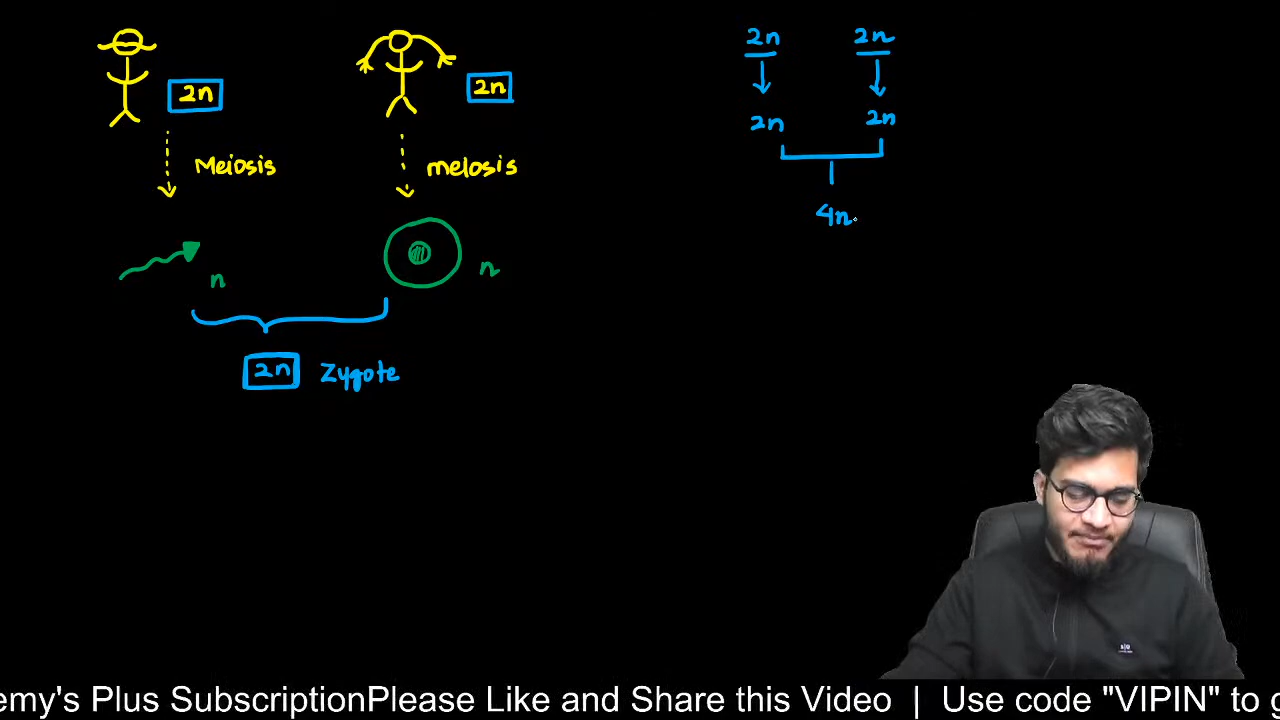 2n
2n
Meiosis
meIosis
n
n
2n Zygote
2n 2n
2n 2n
4n
emy's Plus SubscriptionPlease Like and Share this Video | Use code "VIPIN" to g